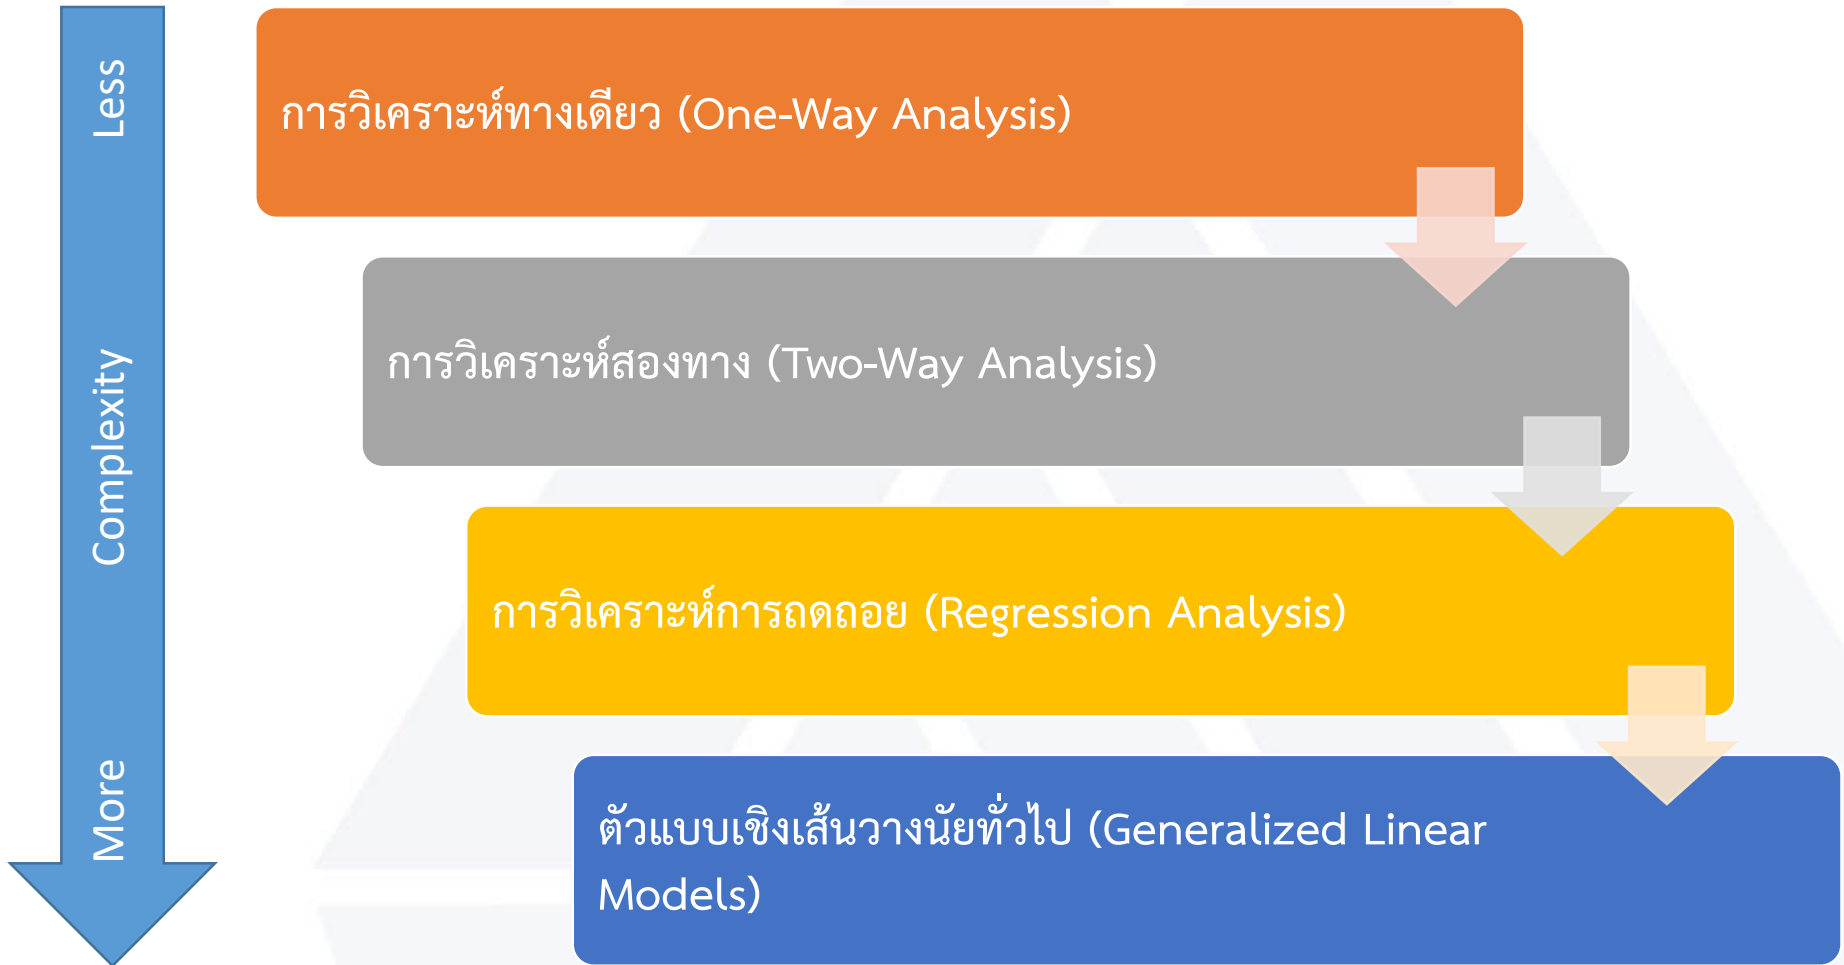 Less
Complexity
More
การวิเคราะห์ทางเดียว (One-Way Analysis)
การวิเคราะห์สองทาง (Two-Way Analysis)
การวิเคราะห์การถดถอย (Regression Analysis)
ตัวแบบเชิงเส้นวางนัยทั่วไป (Generalized Linear
Models)